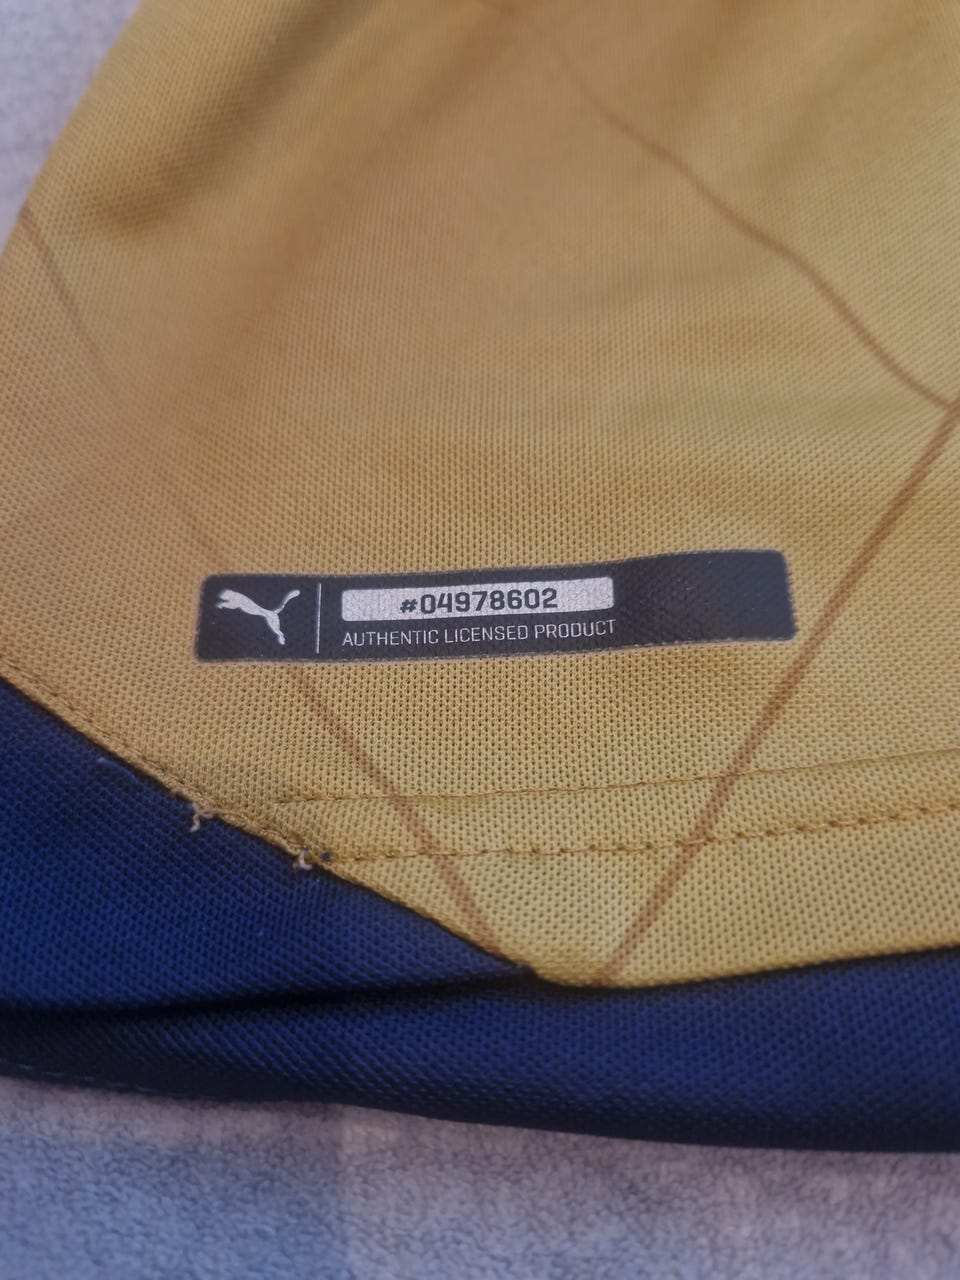 #04978602
AUTHENTIC LICENSED PRODUCT